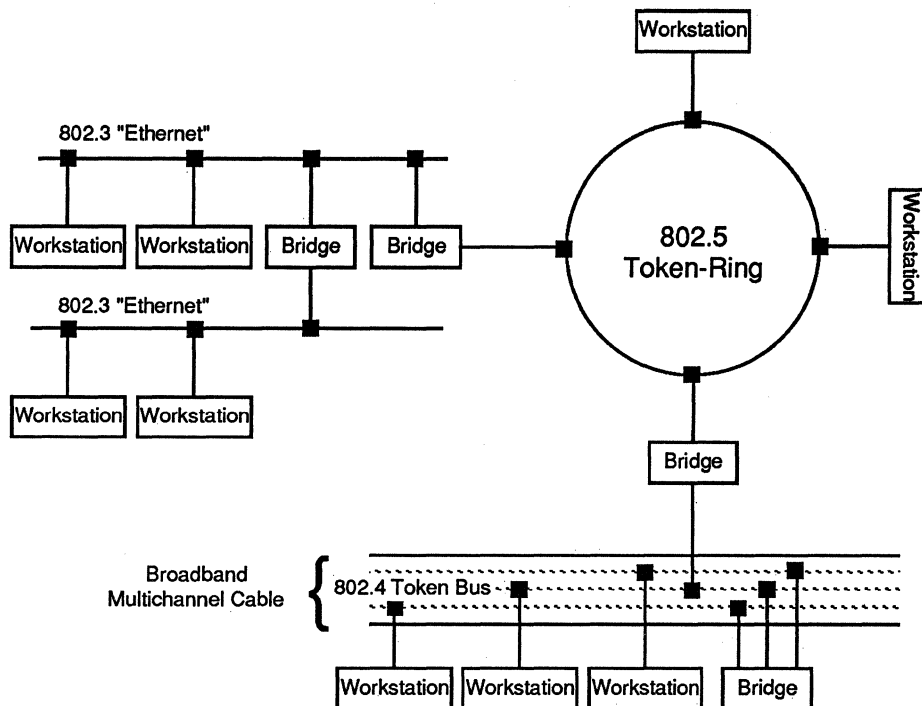 Workstation
802.3 "Ethernet"
Workstation
Workstation
Bridge
Bridge
802.5
Token-Ring
Workstation
802.3 "Ethernet"
Workstation
Workstation
Bridge
Broadband
Multichannel Cable
802.4 Token Bus
Workstation
Workstation
Workstation
Bridge